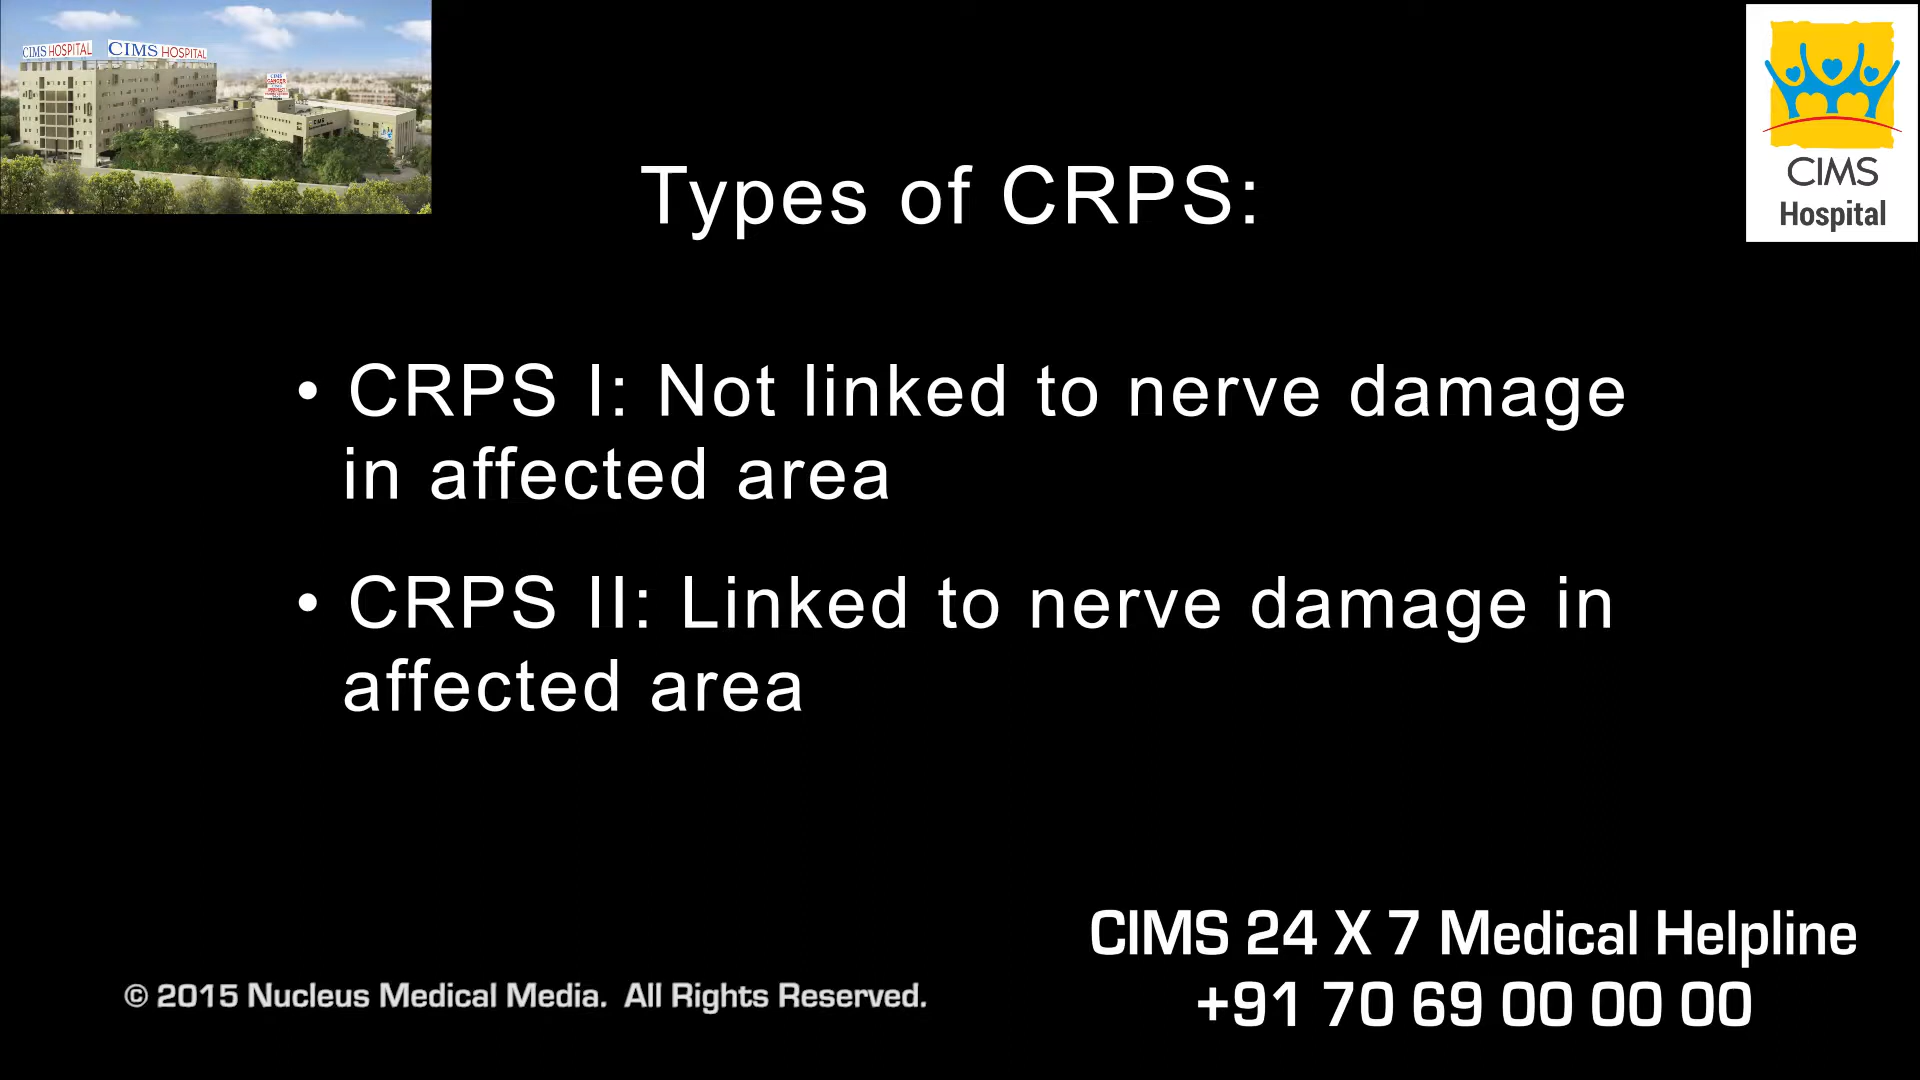 CIMS HOSPITAL CIMS HOSPITAL
CIMS
Hospital
Types of CRPS:
• CRPS I: Not linked to nerve damage
in affected area
• CRPS II: Linked to nerve damage in
affected area
CIMS 24 X 7 Medical Helpline
+91 70 69 00 00 00
© 2015 Nucleus Medical Media. All Rights Reserved.